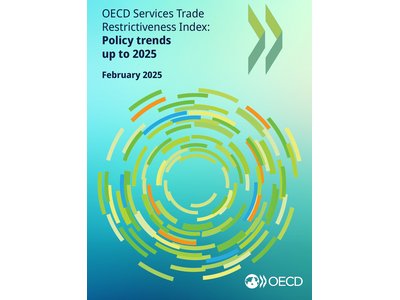 OECD Services Trade
Restrictiveness Index:
Policy trends
up to 2025
February 2025
OECD